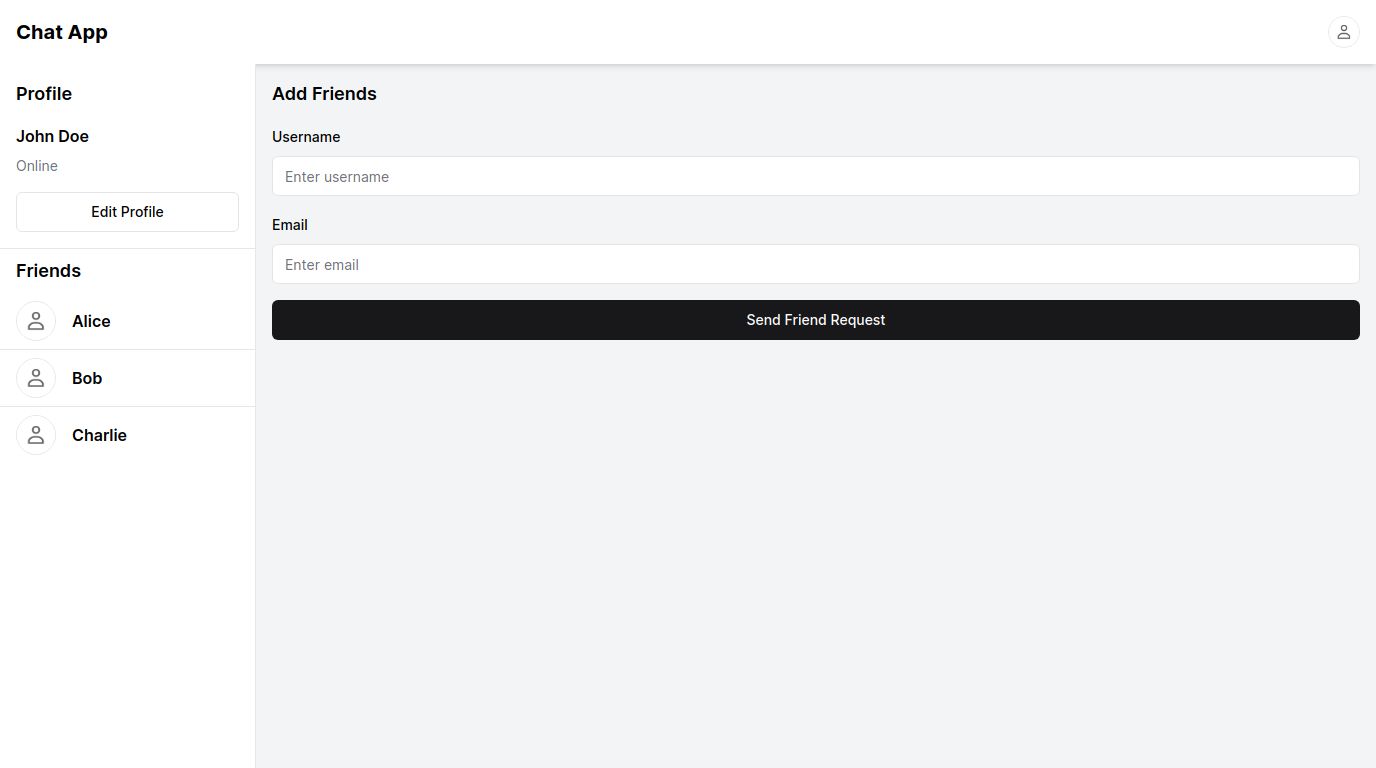 Chat App
Profile
John Doe
Online
Edit Profile
Friends
Alice
Bob
Charlie
Add Friends
Username
Enter username
Email
Enter email
Send Friend Request